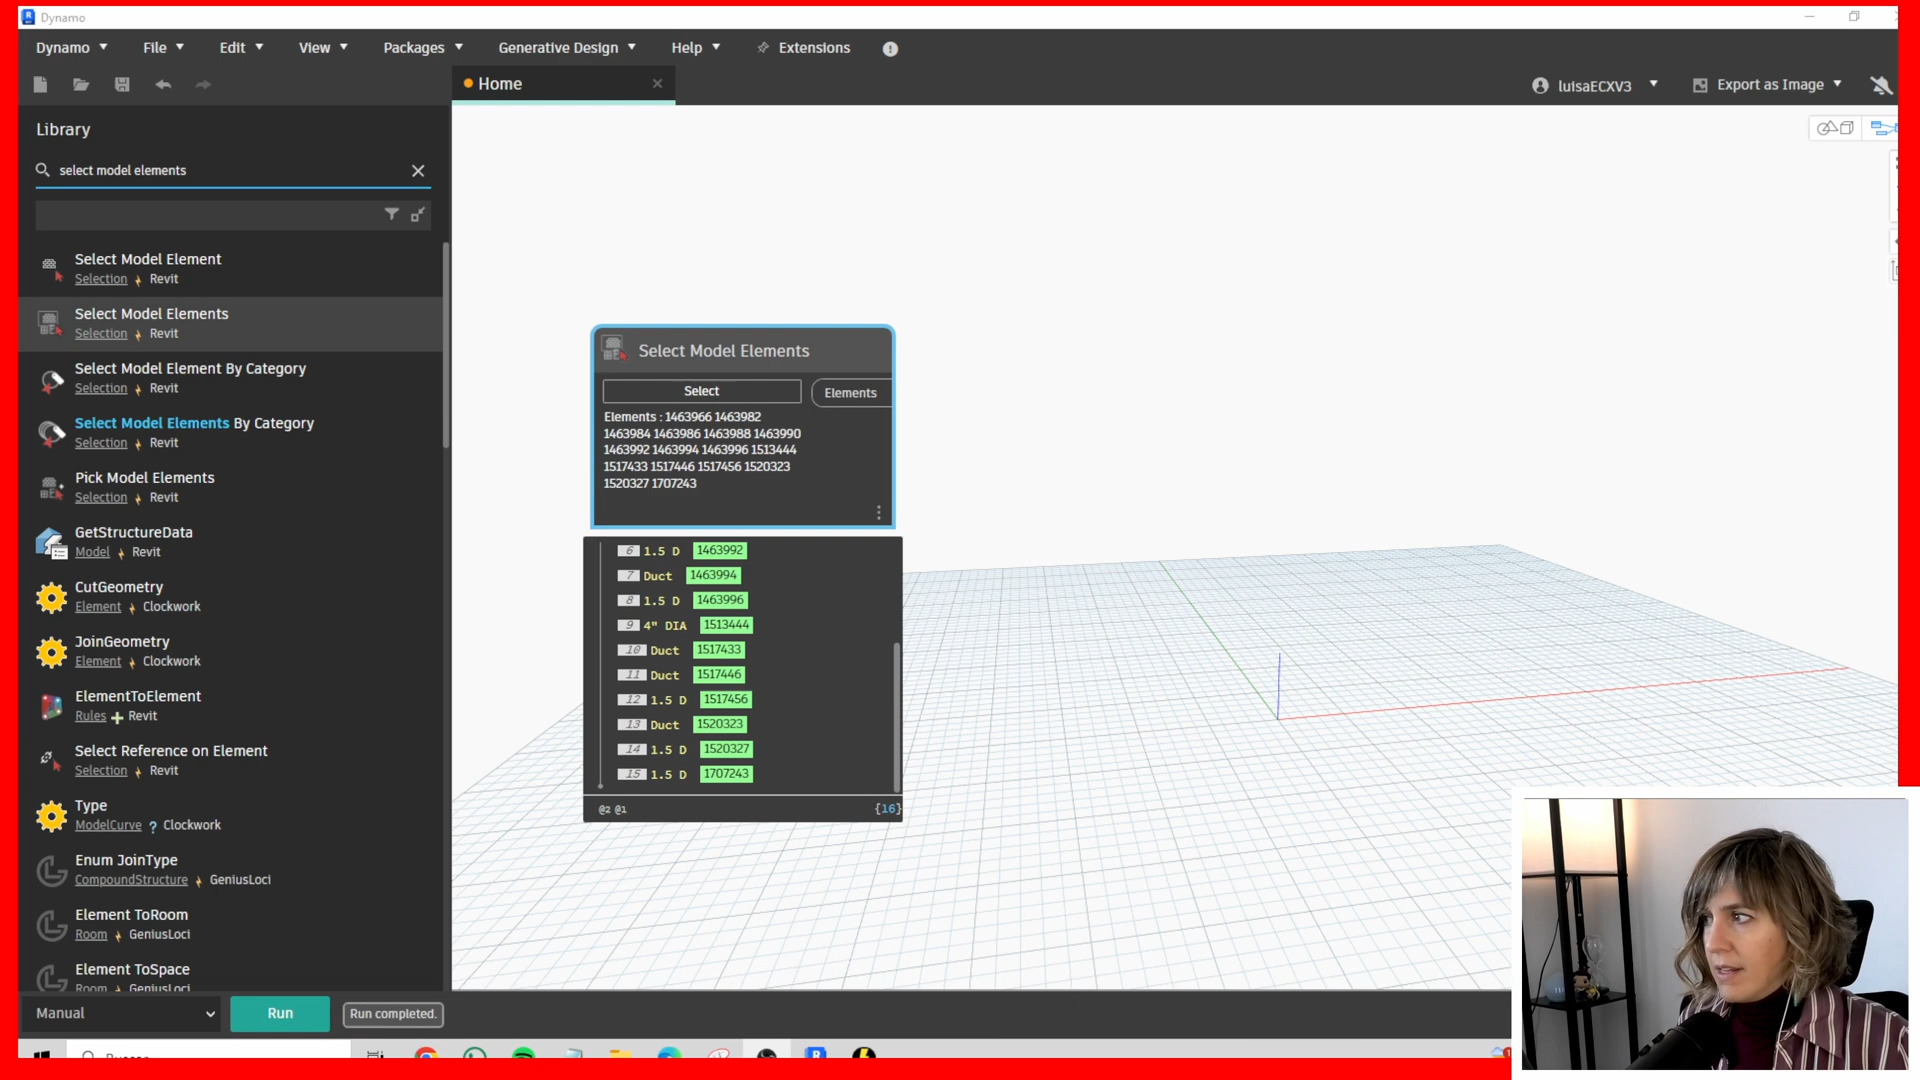 Dynamo
Dynamo File Edit View Packages Generative Design Help Extensions
Home
luisaECXV3 Export as Image
Library
select model elements
Select Model Element
Selection Revit
Select Model Elements
Selection Revit
Select Model Element By Category
Selection Revit
Select Model Elements By Category
Selection Revit
Pick Model Elements
Selection Revit
GetStructureData
Model Revit
CutGeometry
Element Clockwork
JoinGeometry
Element Clockwork
ElementToElement
Rules Revit
Select Reference on Element
Selection Revit
Type
ModelCurve ? Clockwork
Enum JoinType
CompoundStructure GeniusLoci
Element ToRoom
Room GeniusLoci
Element ToSpace
Room GeniusLoci
Select Model Elements
Select Elements
Elements : 1463966 1463982
1463984 1463986 1463988 1463990
1463992 1463994 1463996 1513444
1517433 1517446 1517456 1520323
1520327 1707243
6 1.5 D 1463992
7 Duct 1463994
8 1.5 D 1463996
9 4" DIA 1513444
10 Duct 1517433
11 Duct 1517446
12 1.5 D 1517456
13 Duct 1520323
14 1.5 D 1520327
15 1.5 D 1707243
@2 @1 {16}
Manual Run Run completed.